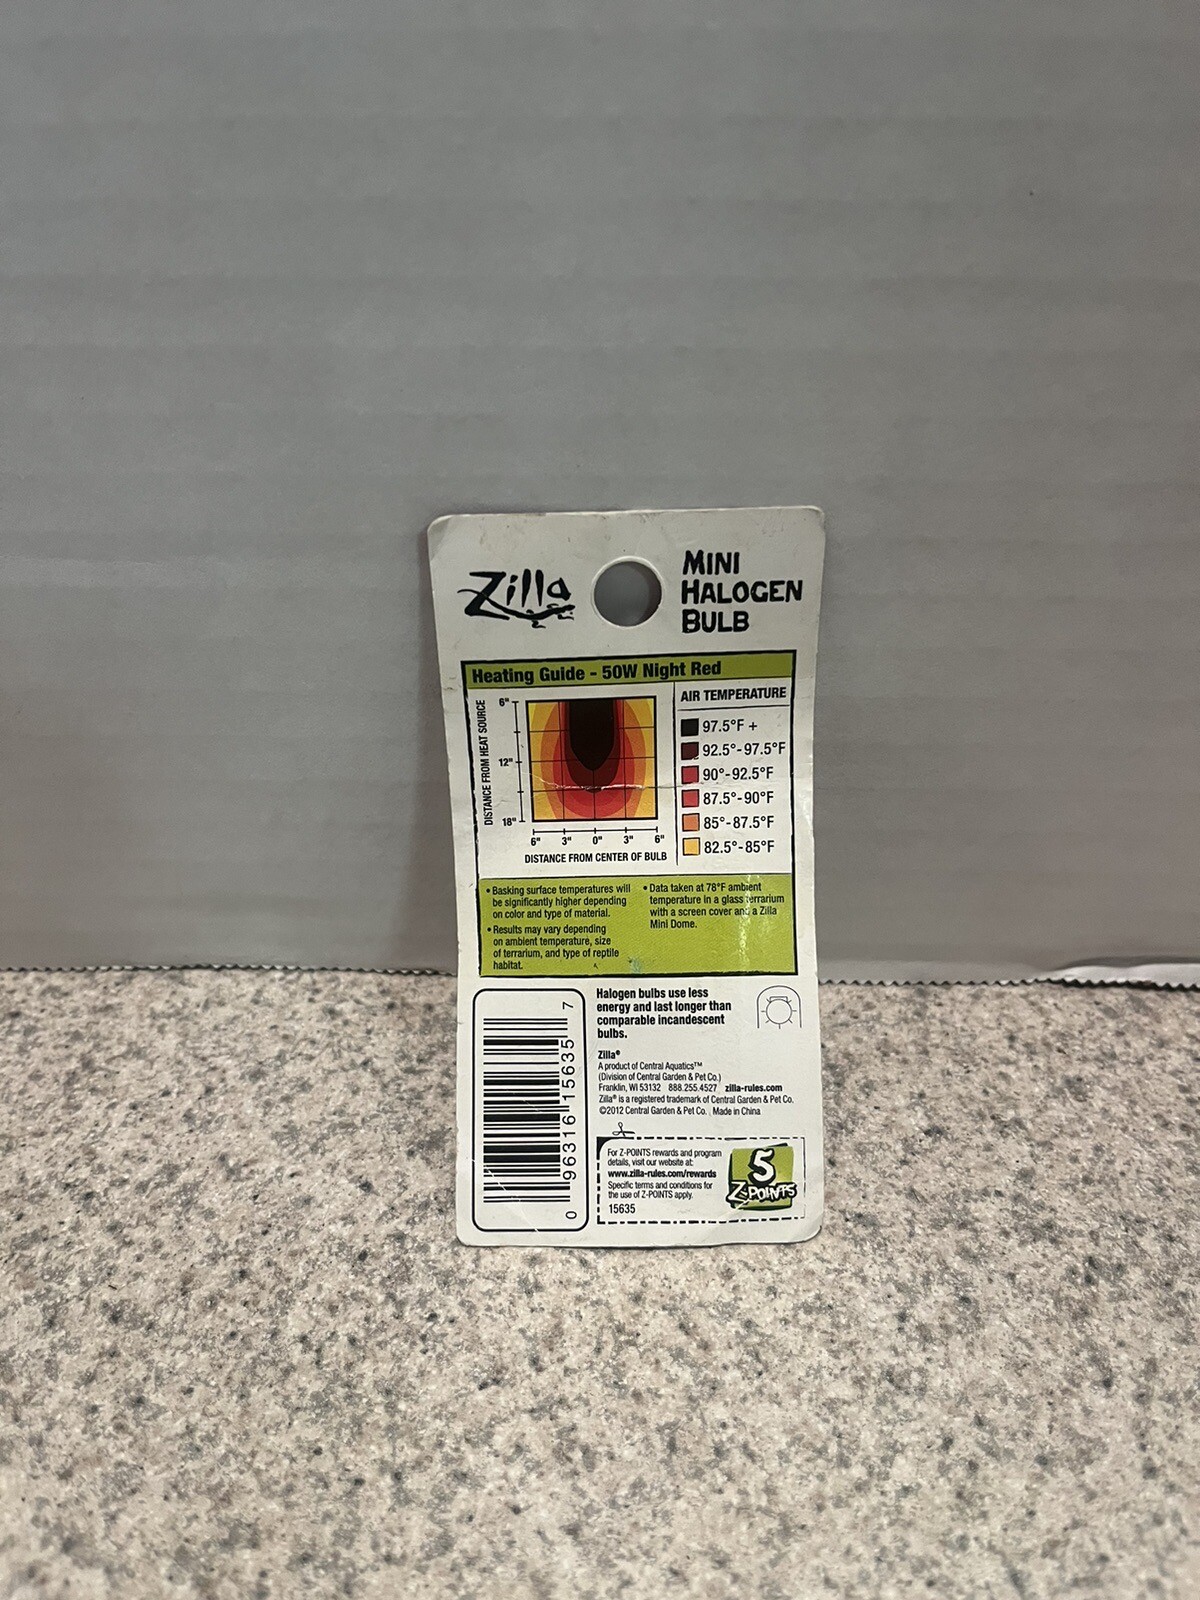 Zilla
MINI
HALOGEN
BULB
Heating Guide - 50W Night Red
DISTANCE FROM HEAT SOURCE
6"
12"
18"
6" 3" 0" 3" 6"
DISTANCE FROM CENTER OF BULB
AIR TEMPERATURE
97.5°F +
92.5°-97.5°F
90°-92.5°F
87.5°-90°F
85°-87.5°F
82.5°-85°F
• Basking surface temperatures will
be significantly higher depending
on color and type of material.
• Results may vary depending
on ambient temperature, size
of terrarium, and type of reptile
habitat.
• Data taken at 78°F ambient
temperature in a glass terrarium
with a screen cover and a Zilla
Mini Dome.
0 96316 15635 7
Halogen bulbs use less
energy and last longer than
comparable incandescent
bulbs.
Zilla®
A product of Central Aquatics™
(Division of Central Garden & Pet Co.)
Franklin, WI 53132 888.255.4527 zilla-rules.com
Zilla® is a registered trademark of Central Garden & Pet Co.
©2012 Central Garden & Pet Co. Made in China
For Z-POINTS rewards and program
details, visit our website at:
www.zilla-rules.com/rewards
Specific terms and conditions for
the use of Z-POINTS apply.
15635
5
Z-POINTS